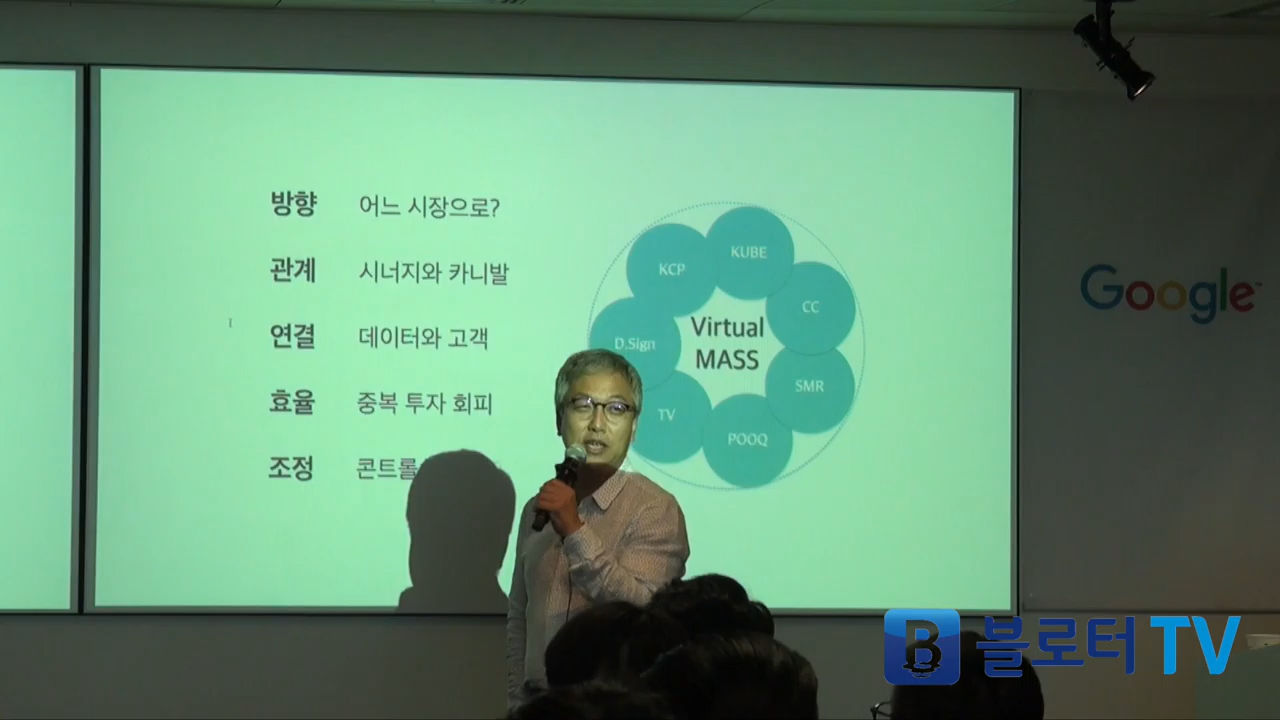 방향 어느 시장으로?
관계 시너지와 카니발
연결 데이터와 고객
효율 중복 투자 회피
조정 콘트롤
KUBE
KCP
CC
D.Sign
Virtual
MASS
SMR
TV
POOQ
Google
B 블로터 TV